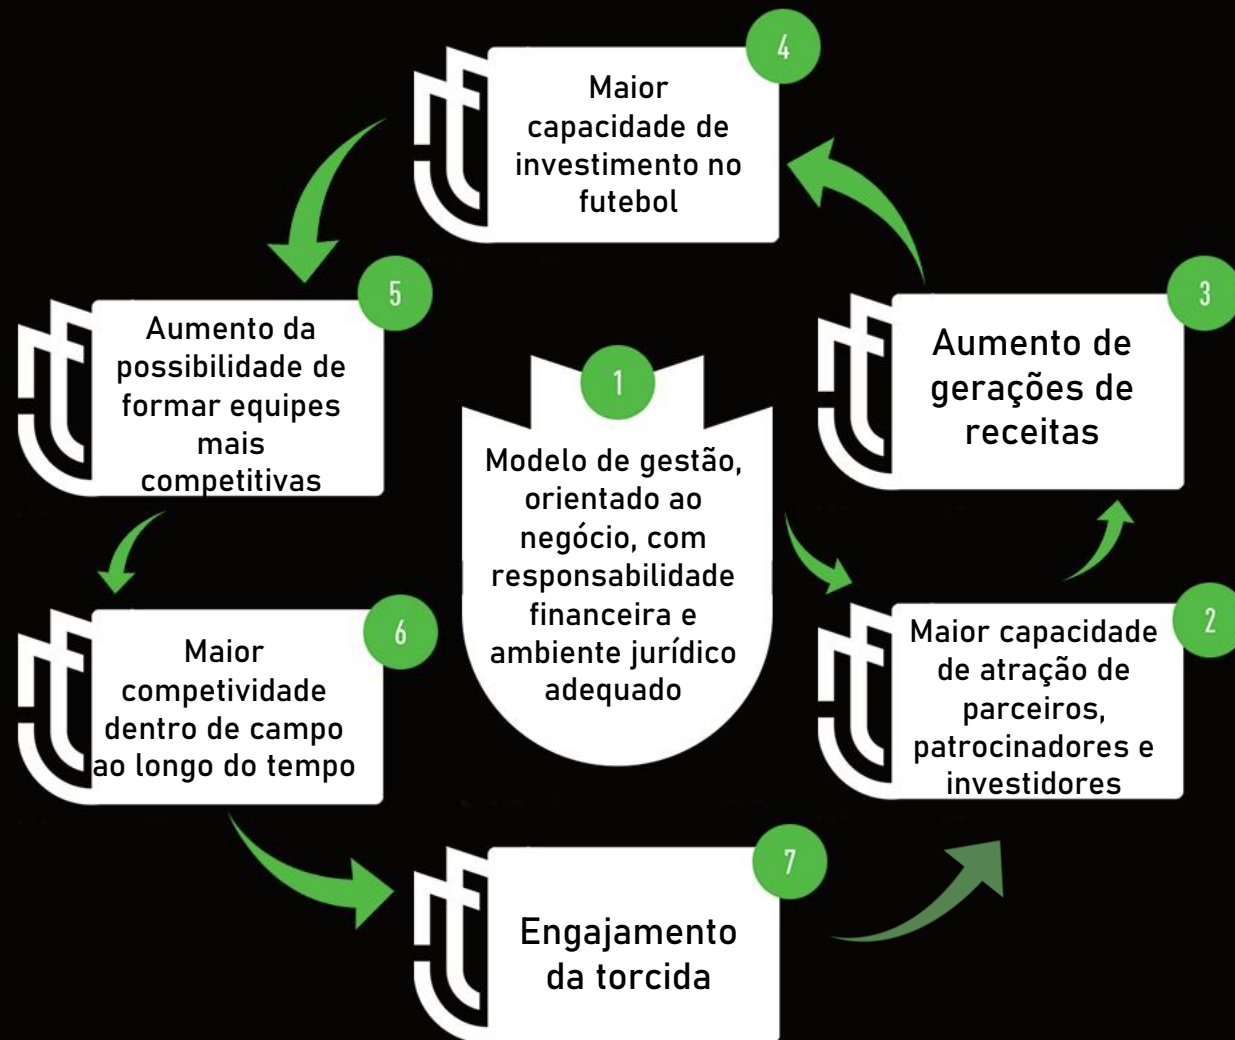 1
Modelo de gestão,
orientado ao
negócio, com
responsabilidade
financeira e
ambiente jurídico
adequado
2
Maior capacidade
de atração de
parceiros,
patrocinadores e
investidores
3
Aumento de
gerações de
receitas
4
Maior
capacidade de
investimento no
futebol
5
Aumento da
possibilidade de
formar equipes
mais
competitivas
6
Maior
competividade
dentro de campo
ao longo do tempo
7
Engajamento
da torcida